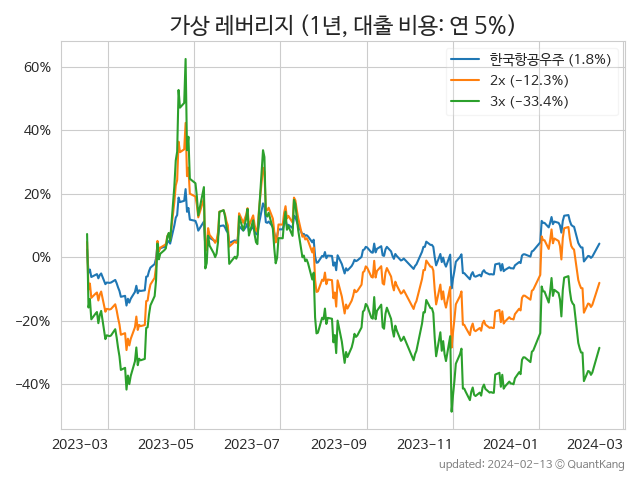 가상 레버리지 (1년, 대출 비용: 연 5%)
한국항공우주 (1.8%)
2x (−12.3%)
3x (−33.4%)
60%
40%
20%
0%
−20%
−40%
2023−03 2023−05 2023−07 2023−09 2023−11 2024−01 2024−03
updated: 2024-02-13 ⓒ QuantKang